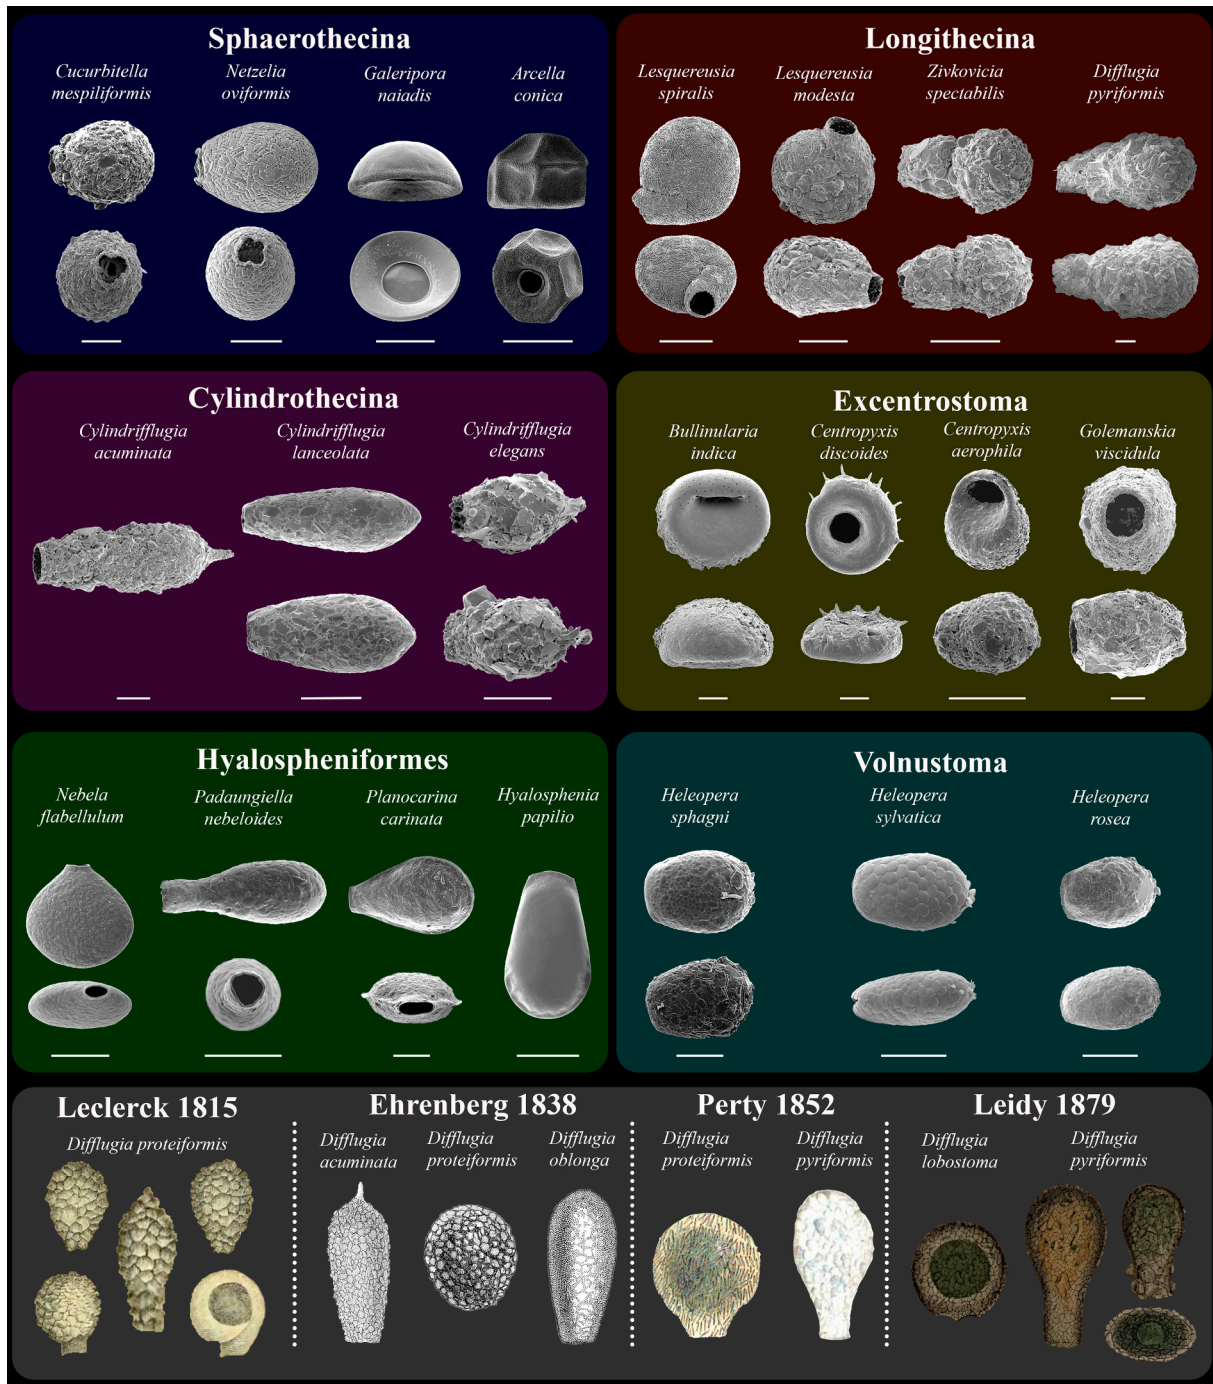 Sphaerothecina
Cucurbitella
mespiliformis
Netzelia
oviformis
Galeripora
naiadis
Arcella
conica
Longithecina
Lesquereusia
spiralis
Lesquereusia
modesta
Zivkovicia
spectabilis
Difflugia
pyriformis
Cylindrothecina
Cylindrifflugia
acuminata
Cylindrifflugia
lanceolata
Cylindrifflugia
elegans
Excentrostoma
Bullinularia
indica
Centropyxis
discoides
Centropyxis
aerophila
Golemanskia
viscidula
Hyalospheniformes
Nebela
flabellulum
Padaungiella
nebeloides
Planocarina
carinata
Hyalosphenia
papilio
Volnustoma
Heleopera
sphagni
Heleopera
sylvatica
Heleopera
rosea
Leclerck 1815
Difflugia proteiformis
Ehrenberg 1838
Difflugia
acuminata
Difflugia
proteiformis
Difflugia
oblonga
Perty 1852
Difflugia
proteiformis
Difflugia
pyriformis
Leidy 1879
Difflugia
lobostoma
Difflugia
pyriformis